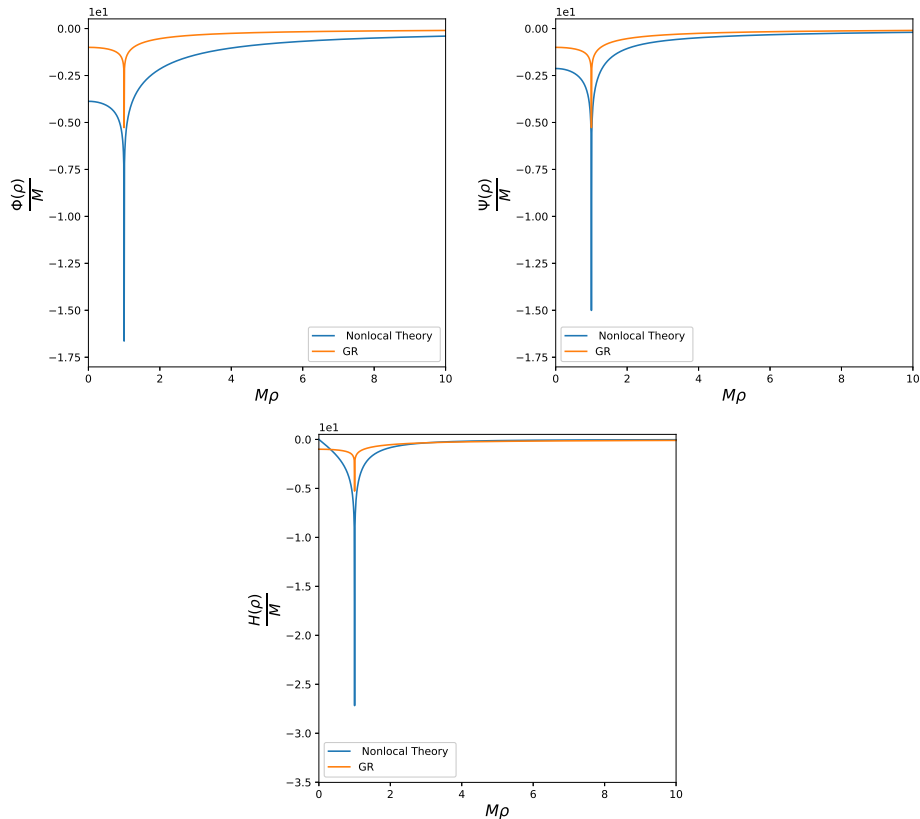 1e1
0.00
−0.25
−0.50
−0.75
−1.00
−1.25
−1.50
−1.75
Φ(ρ)
M
0
2
4
6
8
10
Mρ
Nonlocal Theory
GR
1e1
0.00
−0.25
−0.50
−0.75
−1.00
−1.25
−1.50
−1.75
Ψ(ρ)
M
0
2
4
6
8
10
Mρ
Nonlocal Theory
GR
1e1
0.0
−0.5
−1.0
−1.5
−2.0
−2.5
−3.0
−3.5
H(ρ)
M
0
2
4
6
8
10
Mρ
Nonlocal Theory
GR